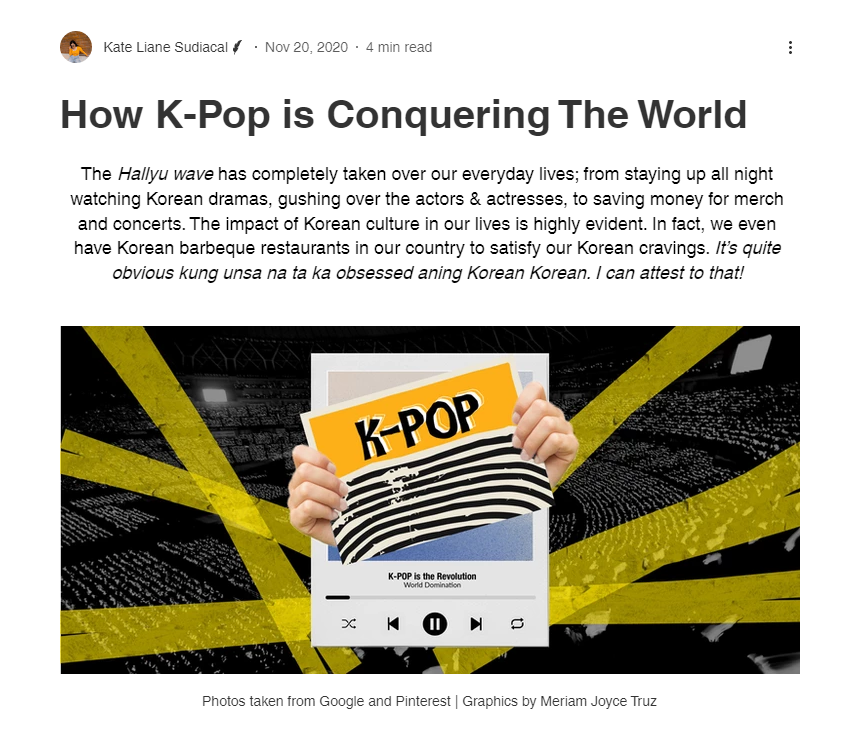 Kate Liane Sudiacal · Nov 20, 2020 · 4 min read
How K-Pop is Conquering The World
The Hallyu wave has completely taken over our everyday lives; from staying up all night
watching Korean dramas, gushing over the actors & actresses, to saving money for merch
and concerts. The impact of Korean culture in our lives is highly evident. In fact, we even
have Korean barbeque restaurants in our country to satisfy our Korean cravings. It’s quite
obvious kung unsa na ta ka obsessed aning Korean Korean. I can attest to that!
K-POP
K-POP is the Revolution
World Domination
Photos taken from Google and Pinterest | Graphics by Meriam Joyce Truz